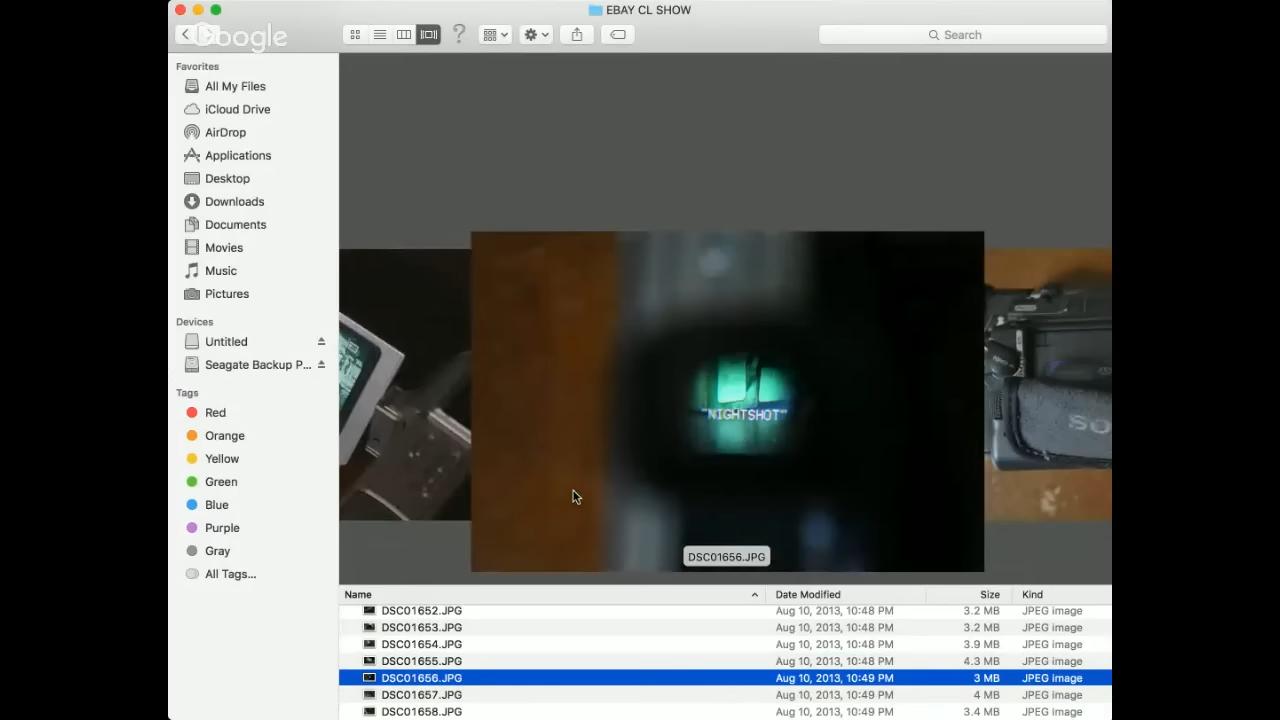 EBAY CL SHOW
Google
Search
Favorites
All My Files
iCloud Drive
AirDrop
Applications
Desktop
Downloads
Documents
Movies
Music
Pictures
Devices
Untitled
Seagate Backup P...
Tags
Red
Orange
Yellow
Green
Blue
Purple
Gray
All Tags...
"NIGHTSHOT"
DSC01656.JPG
Name Date Modified Size Kind
DSC01652.JPG Aug 10, 2013, 10:48 PM 3.2 MB JPEG image
DSC01653.JPG Aug 10, 2013, 10:48 PM 3.2 MB JPEG image
DSC01654.JPG Aug 10, 2013, 10:48 PM 3.9 MB JPEG image
DSC01655.JPG Aug 10, 2013, 10:48 PM 4.3 MB JPEG image
DSC01656.JPG Aug 10, 2013, 10:49 PM 3 MB JPEG image
DSC01657.JPG Aug 10, 2013, 10:49 PM 4 MB JPEG image
DSC01658.JPG Aug 10, 2013, 10:49 PM 3.4 MB JPEG image